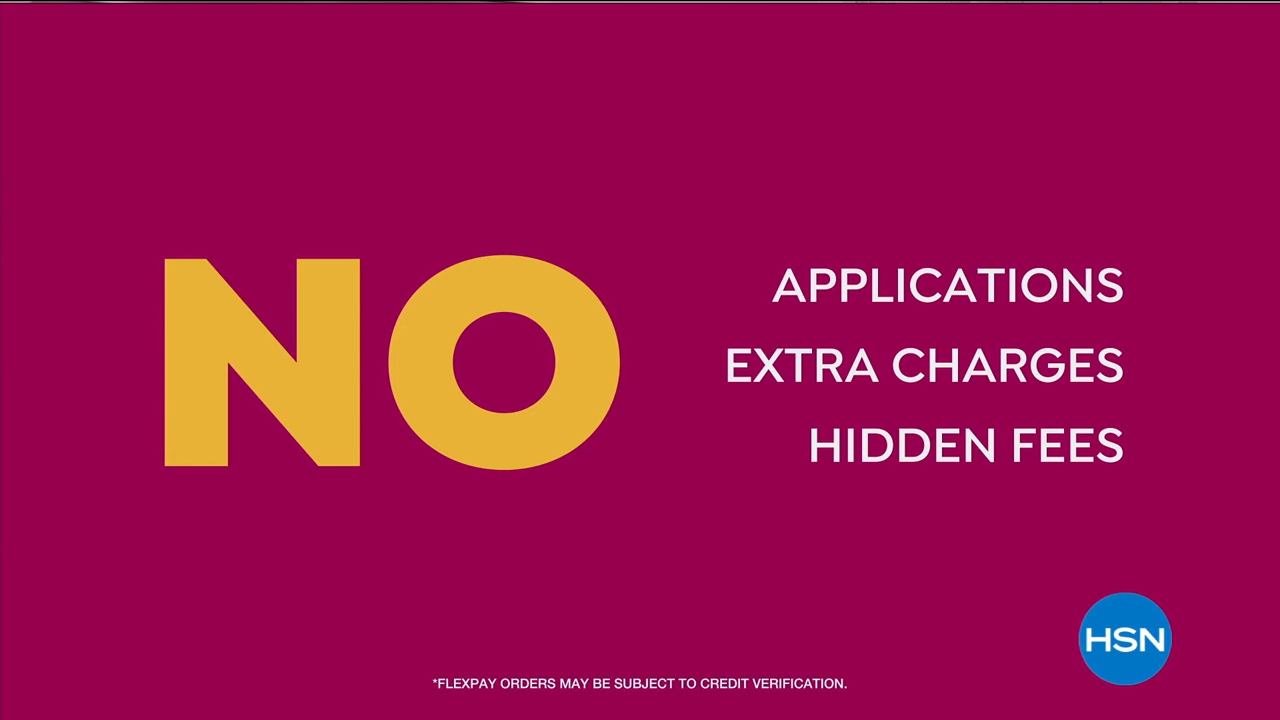 NO
APPLICATIONS
EXTRA CHARGES
HIDDEN FEES
HSN
*FLEXPAY ORDERS MAY BE SUBJECT TO CREDIT VERIFICATION.